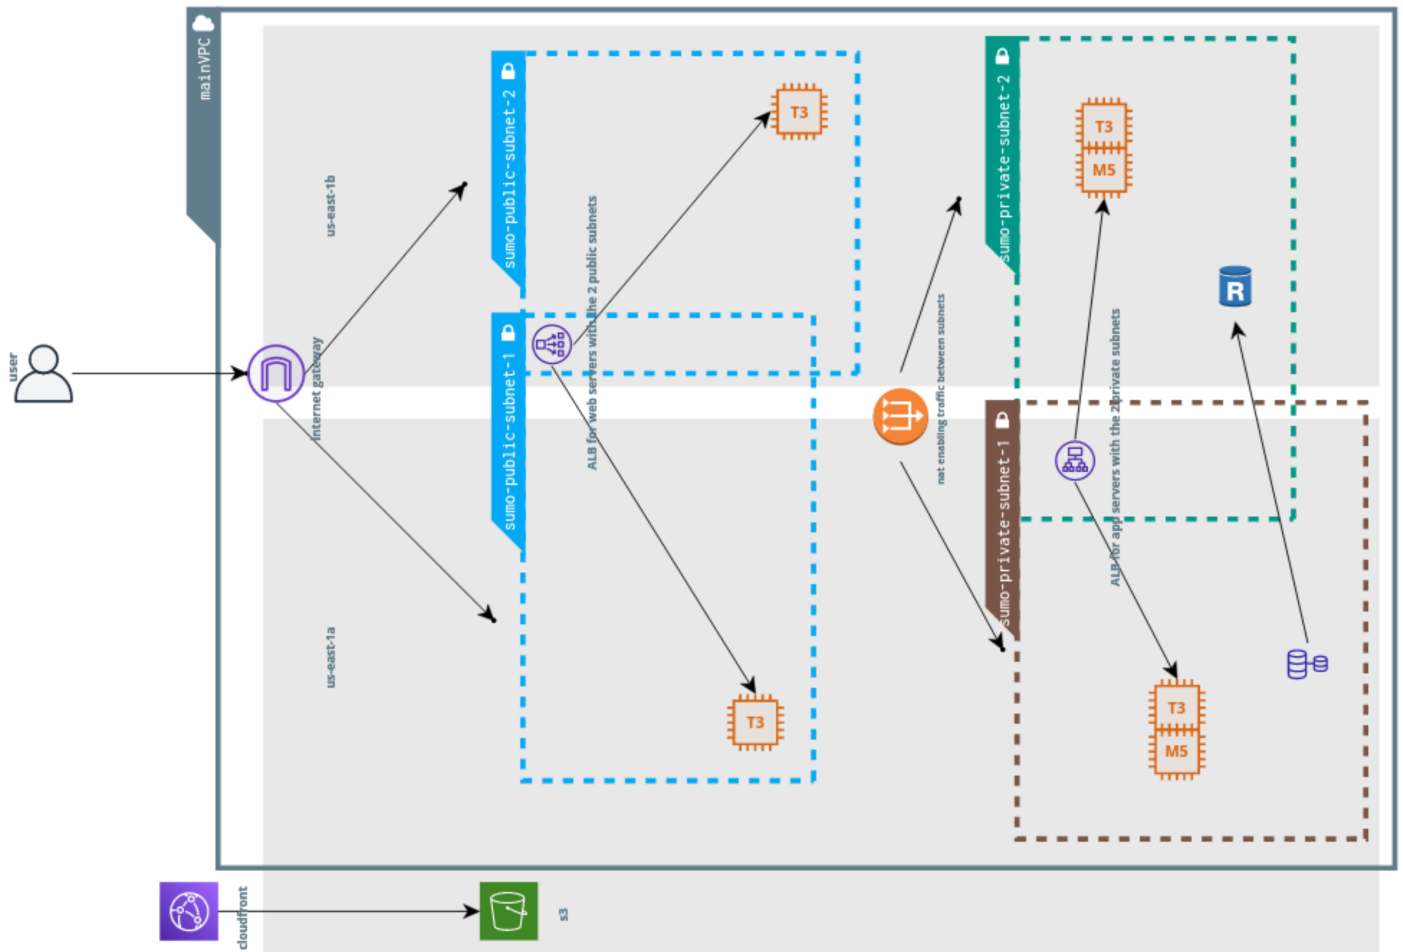 mainVPC
user
us-east-1b
internet gateway
us-east-1a
sumo-public-subnet-2
T3
ALB for web servers with the 2 public subnets
sumo-public-subnet-1
T3
nat enabling traffic between subnets
sumo-private-subnet-2
T3
M5
R
ALB for app servers with the 2 private subnets
sumo-private-subnet-1
T3
M5
cloudfront
s3